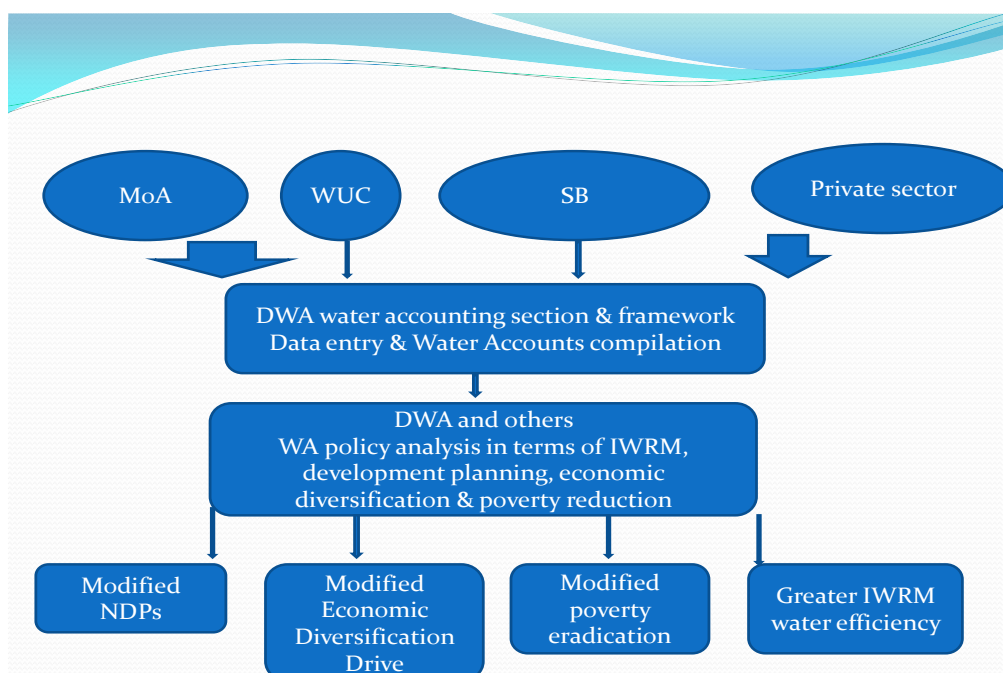 MoA
WUC
SB
Private sector
DWA water accounting section & framework
Data entry & Water Accounts compilation
DWA and others
WA policy analysis in terms of IWRM,
development planning, economic
diversification & poverty reduction
Modified
NDPs
Modified
Economic
Diversification
Drive
Modified
poverty
eradication
Greater IWRM
water efficiency